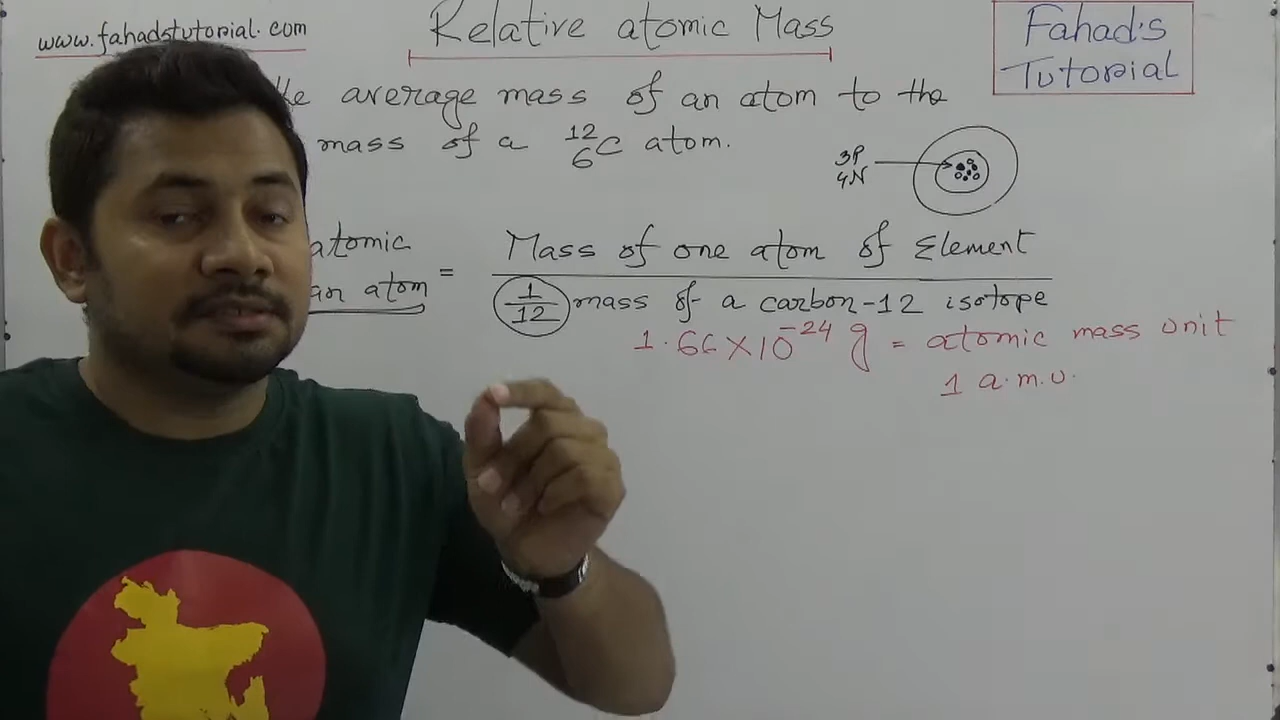 www.fahadstutorial.com
Relative atomic Mass
Fahad's
Tutorial
the average mass of an atom to the
mass of a ¹²₆C atom.
3P
4N
atomic
an atom =
Mass of one atom of Element
1/12 mass of a carbon-12 isotope
1.66×10⁻²⁴ g = atomic mass unit
1 a.m.u.